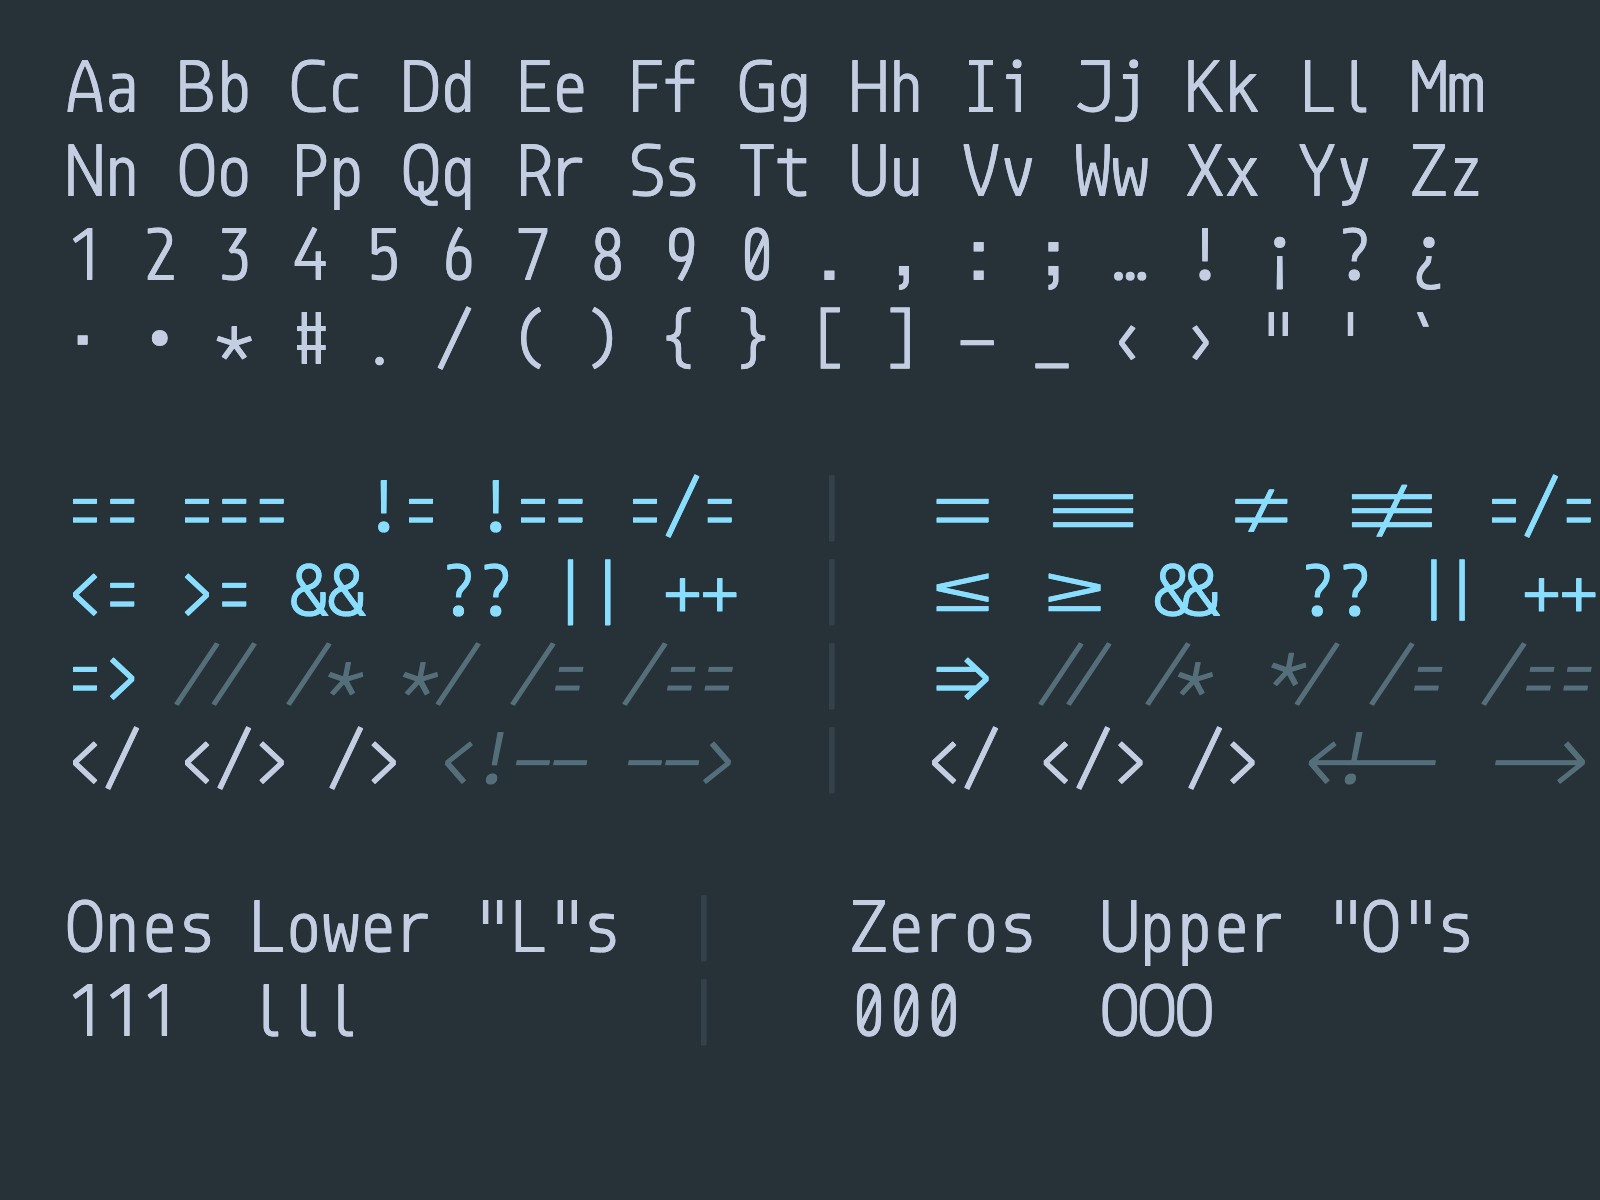 Aa Bb Cc Dd Ee Ff Gg Hh Ii Jj Kk Ll Mm
Nn Oo Pp Qq Rr Ss Tt Uu Vv Ww Xx Yy Zz
1 2 3 4 5 6 7 8 9 0 . , : ; … ! ¡ ? ¿
· • * # . / ( ) { } [ ] - _ ‹ › " ' `
== === != !== =/= | == === != !== =/=
<= >= && ?? || ++ | <= >= && ?? || ++
=> // /* */ /= /== | => // /* */ /= /==
</ </> /> <!-- --> | </ </> /> <!-- -->
Ones Lower "L"s | Zeros Upper "O"s
111 lll | 000 OOO